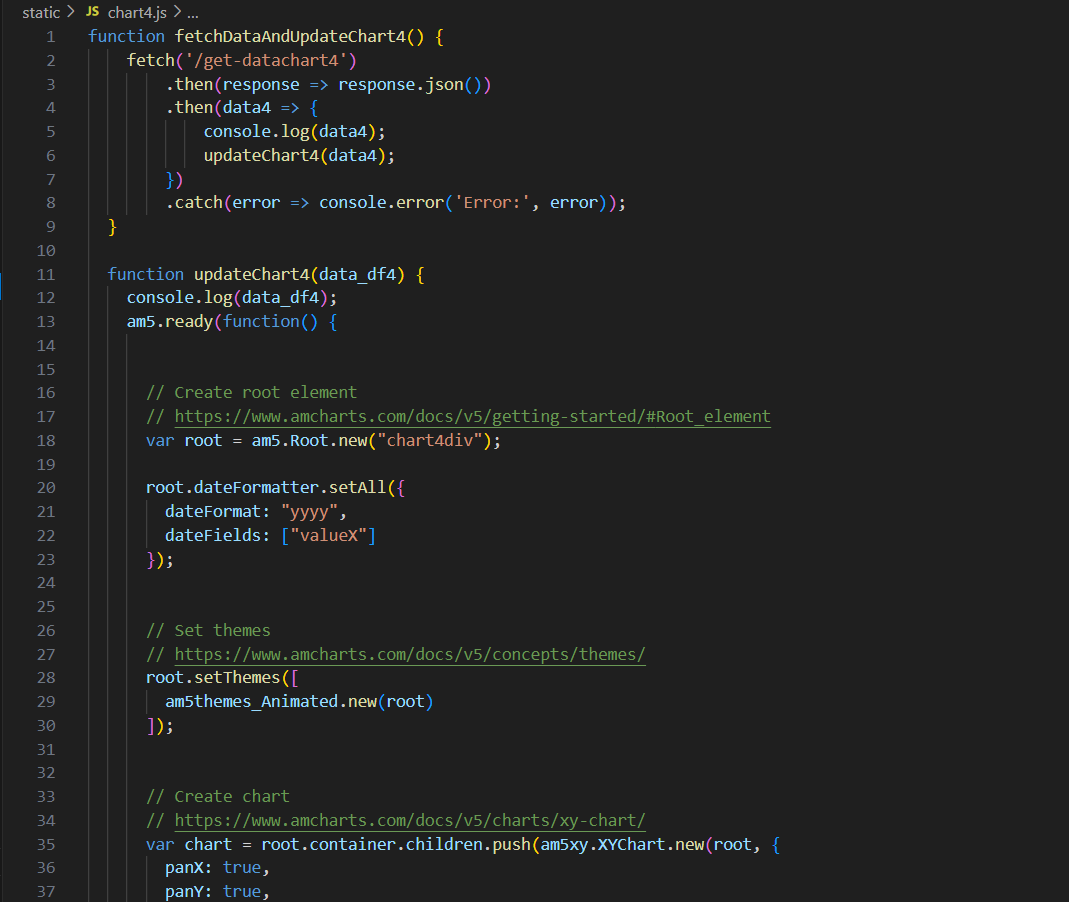 static > JS chart4.js > ...
1 function fetchDataAndUpdateChart4() {
2 fetch('/get-datachart4')
3 .then(response => response.json())
4 .then(data4 => {
5 console.log(data4);
6 updateChart4(data4);
7 })
8 .catch(error => console.error('Error:', error));
9 }
10
11 function updateChart4(data_df4) {
12 console.log(data_df4);
13 am5.ready(function() {
14
15
16 // Create root element
17 // https://www.amcharts.com/docs/v5/getting-started/#Root_element
18 var root = am5.Root.new("chart4div");
19
20 root.dateFormatter.setAll({
21 dateFormat: "yyyy",
22 dateFields: ["valueX"]
23 });
24
25
26 // Set themes
27 // https://www.amcharts.com/docs/v5/concepts/themes/
28 root.setThemes([
29 am5themes_Animated.new(root)
30 ]);
31
32
33 // Create chart
34 // https://www.amcharts.com/docs/v5/charts/xy-chart/
35 var chart = root.container.children.push(am5xy.XYChart.new(root, {
36 panX: true,
37 panY: true,